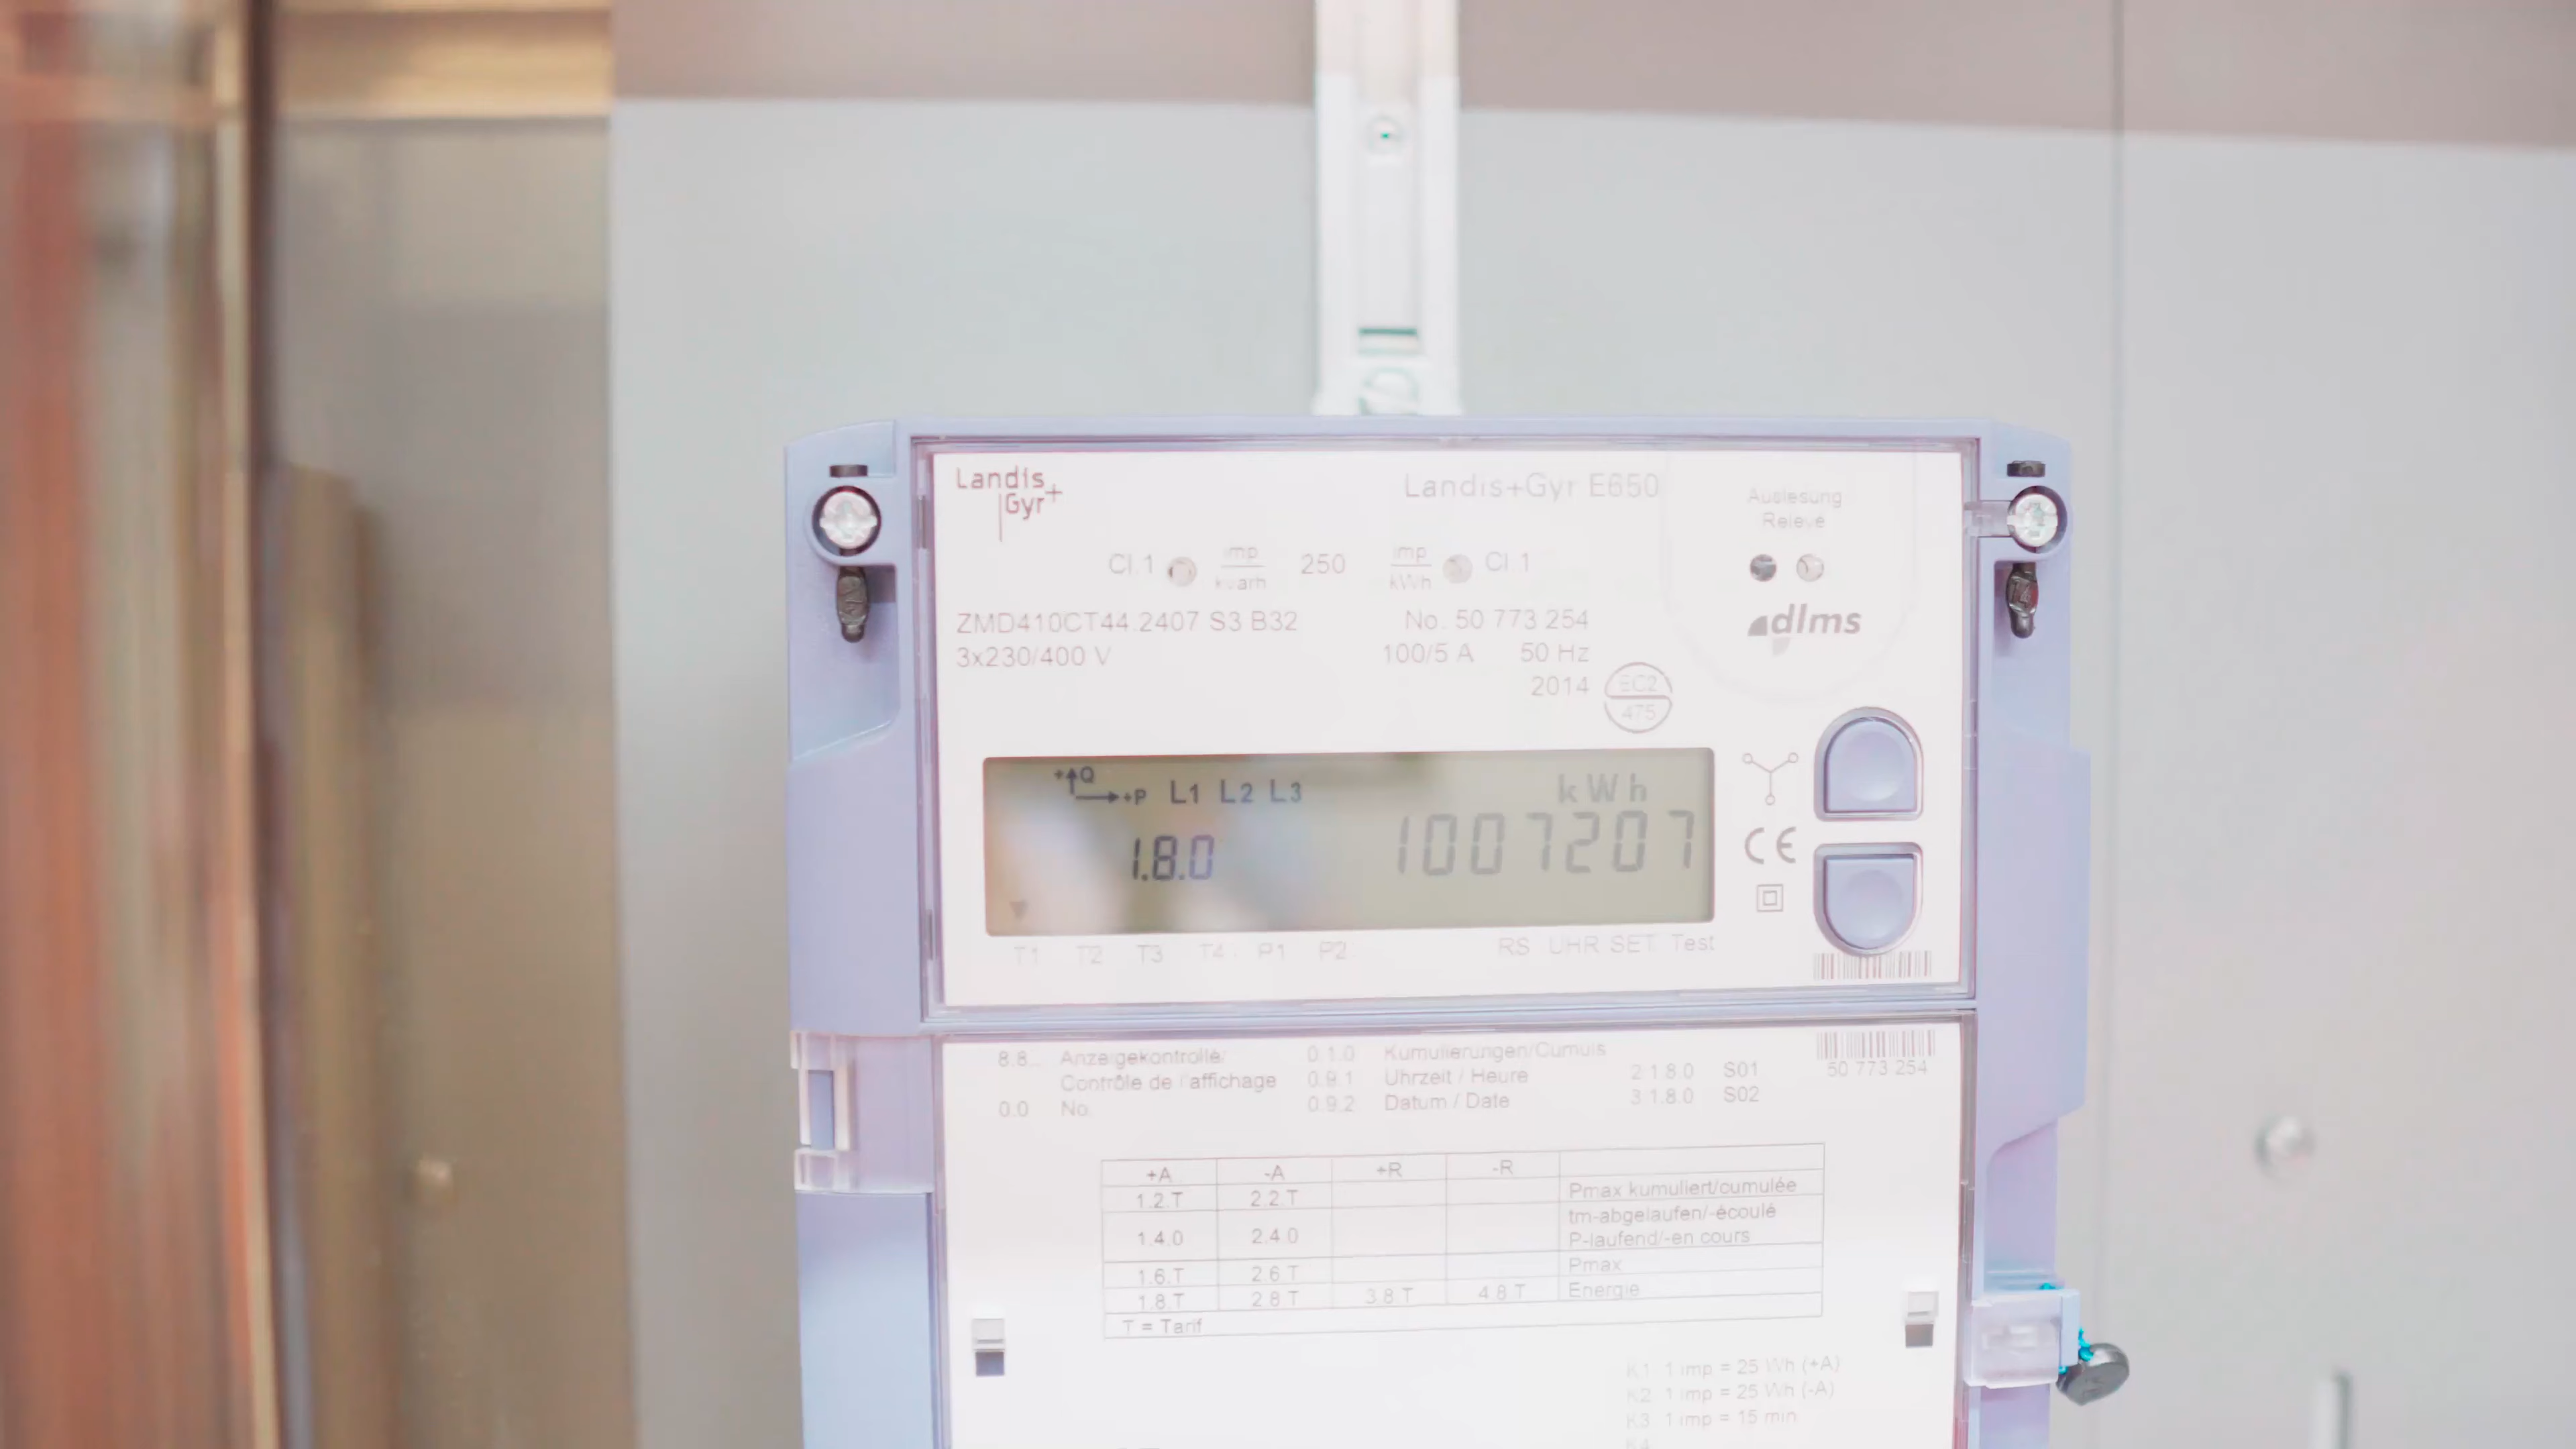 Landis
Gyr+
Landis+Gyr E650
Auslesung
Relevé
Cl.1 imp/kvarh 250 imp/kWh Cl.1
ZMD410CT44.2407 S3 B32 No. 50 773 254
dlms
3x230/400 V 100/5 A 50 Hz
2014
475
+Q +P L1 L2 L3 kWh
1.8.0 1007207
CE
T1 T2 T3 T4 P1 P2 RS UHR SET Test
8.8... Anzeigekontrolle/ 0.1.0 Kumulierungen/Cumuls
Contrôle de l'affichage 0.9.1 Uhrzeit / Heure 2.1.8.0 S01
50 773 254
0.0 No. 0.9.2 Datum / Date 3.1.8.0 S02
+A -A +R -R
1.2.T 2.2.T Pmax kumuliert/cumulée
tm-abgelaufen/-écoulé
1.4.0 2.4.0 P-laufend/-en cours
1.6.T 2.6.T Pmax
1.8.T 2.8.T 3.8.T 4.8.T Energie
T = Tarif
K1: 1 imp = 25 Wh (+A)
K2: 1 imp = 25 Wh (-A)
K3: 1 imp = 15 min
K4